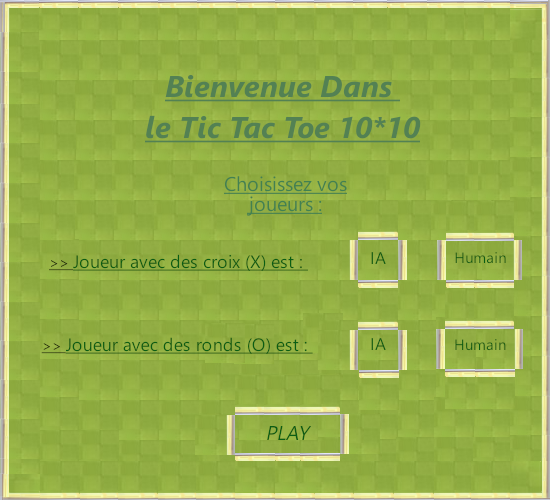 Bienvenue Dans
le Tic Tac Toe 10*10
Choisissez vos
joueurs :
>> Joueur avec des croix (X) est : IA Humain
>> Joueur avec des ronds (O) est : IA Humain
PLAY